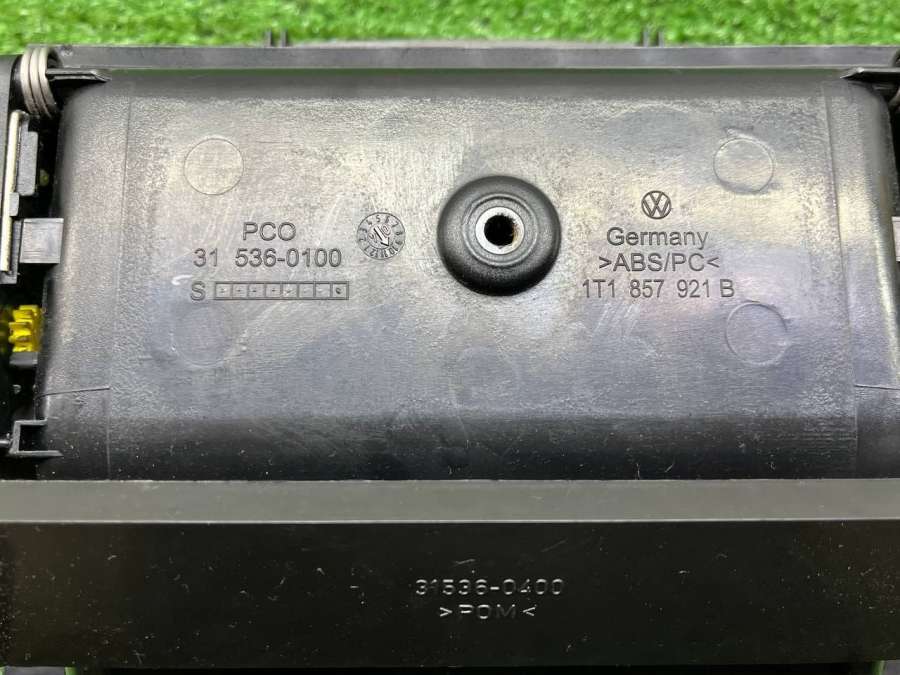 PCO
31 536-0100
S
Germany
>ABS/PC<
1T1 857 921 B
31536-0400
>POM<